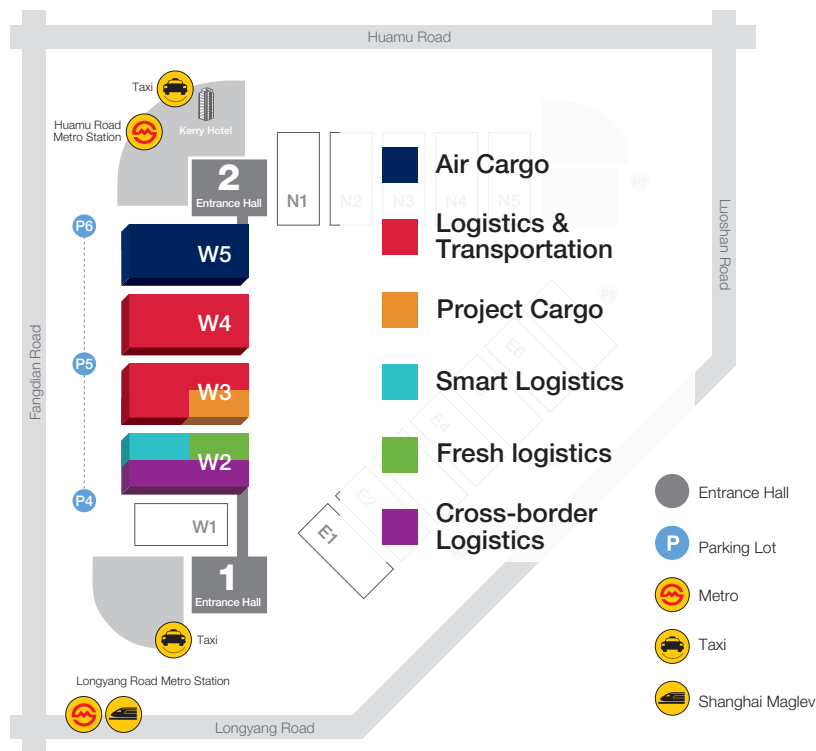 Huamu Road
Taxi
Kerry Hotel
Huamu Road
Metro Station
2
Entrance Hall
N1
N2
N3
N4
N5
P7
Air Cargo
Logistics &
Transportation
Project Cargo
Smart Logistics
Fresh logistics
Cross-border
Logistics
P6
W5
W4
P5
W3
W2
P4
W1
Fangdian Road
Luoshan Road
E6
E4
E2
E1
1
Entrance Hall
Taxi
Longyang Road Metro Station
Longyang Road
Entrance Hall
P
Parking Lot
Metro
Taxi
Shanghai Maglev